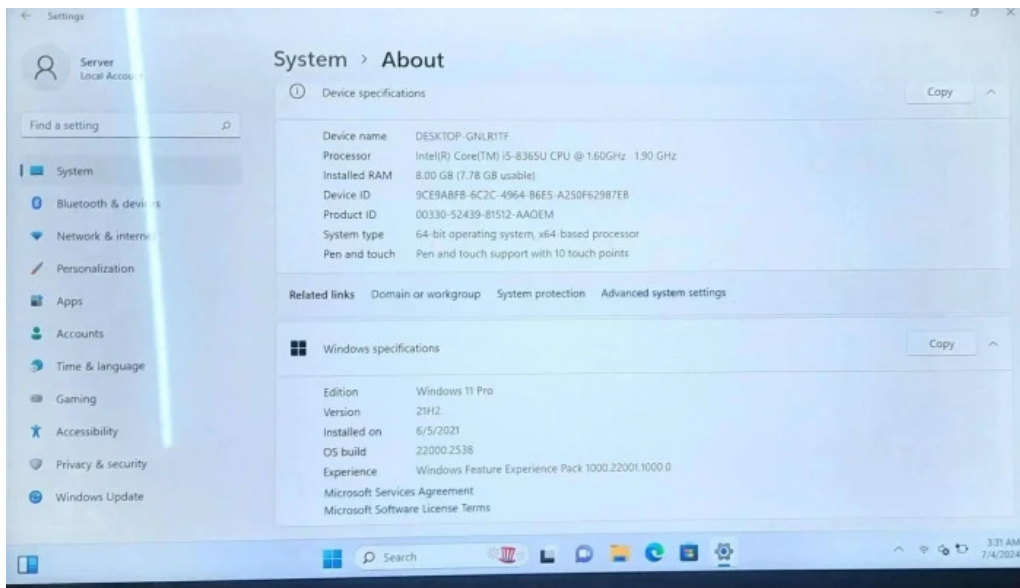 Settings
Server
Local Accou
Find a setting
System
Bluetooth & devices
Network & interne
Personalization
Apps
Accounts
Time & language
Gaming
Accessibility
Privacy & security
Windows Update
System > About
Device specifications
Copy
Device name DESKTOP-GNLR1TF
Processor Intel(R) Core(TM) i5-8365U CPU @ 1.60GHz 1.90 GHz
Installed RAM 8.00 GB (7.78 GB usable)
Device ID 9CE9ABFB-6C2C-4964-B6E5-A250F62987EB
Product ID 00330-52439-81512-AAOEM
System type 64-bit operating system, x64-based processor
Pen and touch Pen and touch support with 10 touch points
Related links Domain or workgroup System protection Advanced system settings
Windows specifications
Copy
Edition Windows 11 Pro
Version 21H2
Installed on 6/5/2021
OS build 22000.2538
Experience Windows Feature Experience Pack 1000.22001.1000.0
Microsoft Services Agreement
Microsoft Software License Terms
Search
3:31 AM
7/4/2024